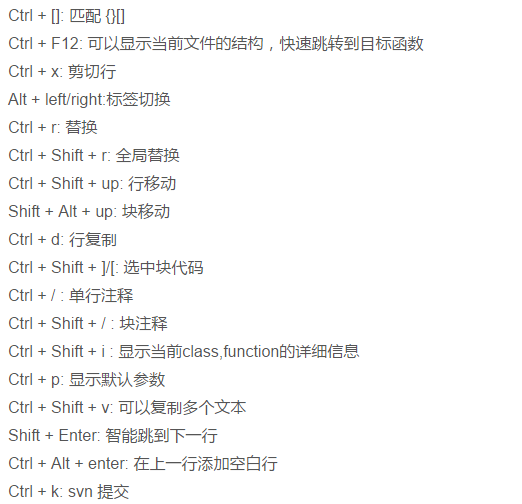 Ctrl + []: 匹配 {}[]
Ctrl + F12: 可以显示当前文件的结构，快速跳转到目标函数
Ctrl + x: 剪切行
Alt + left/right:标签切换
Ctrl + r: 替换
Ctrl + Shift + r: 全局替换
Ctrl + Shift + up: 行移动
Shift + Alt + up: 块移动
Ctrl + d: 行复制
Ctrl + Shift + ]/[: 选中块代码
Ctrl + / : 单行注释
Ctrl + Shift + / : 块注释
Ctrl + Shift + i : 显示当前class,function的详细信息
Ctrl + p: 显示默认参数
Ctrl + Shift + v: 可以复制多个文本
Shift + Enter: 智能跳到下一行
Ctrl + Alt + enter: 在上一行添加空白行
Ctrl + k: svn 提交